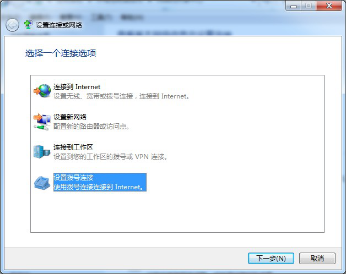 设置连接或网络
选择一个连接选项
连接到 Internet
设置无线、宽带或拨号连接，连接到 Internet。
设置新网络
配置新的路由器或访问点。
连接到工作区
设置到您的工作区的拨号或 VPN 连接。
设置拨号连接
使用拨号连接连接到 Internet。
下一步(N)
取消